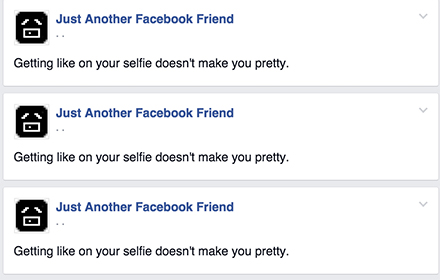 Just Another Facebook Friend
. .
Getting like on your selfie doesn't make you pretty.
Just Another Facebook Friend
. .
Getting like on your selfie doesn't make you pretty.
Just Another Facebook Friend
. .
Getting like on your selfie doesn't make you pretty.